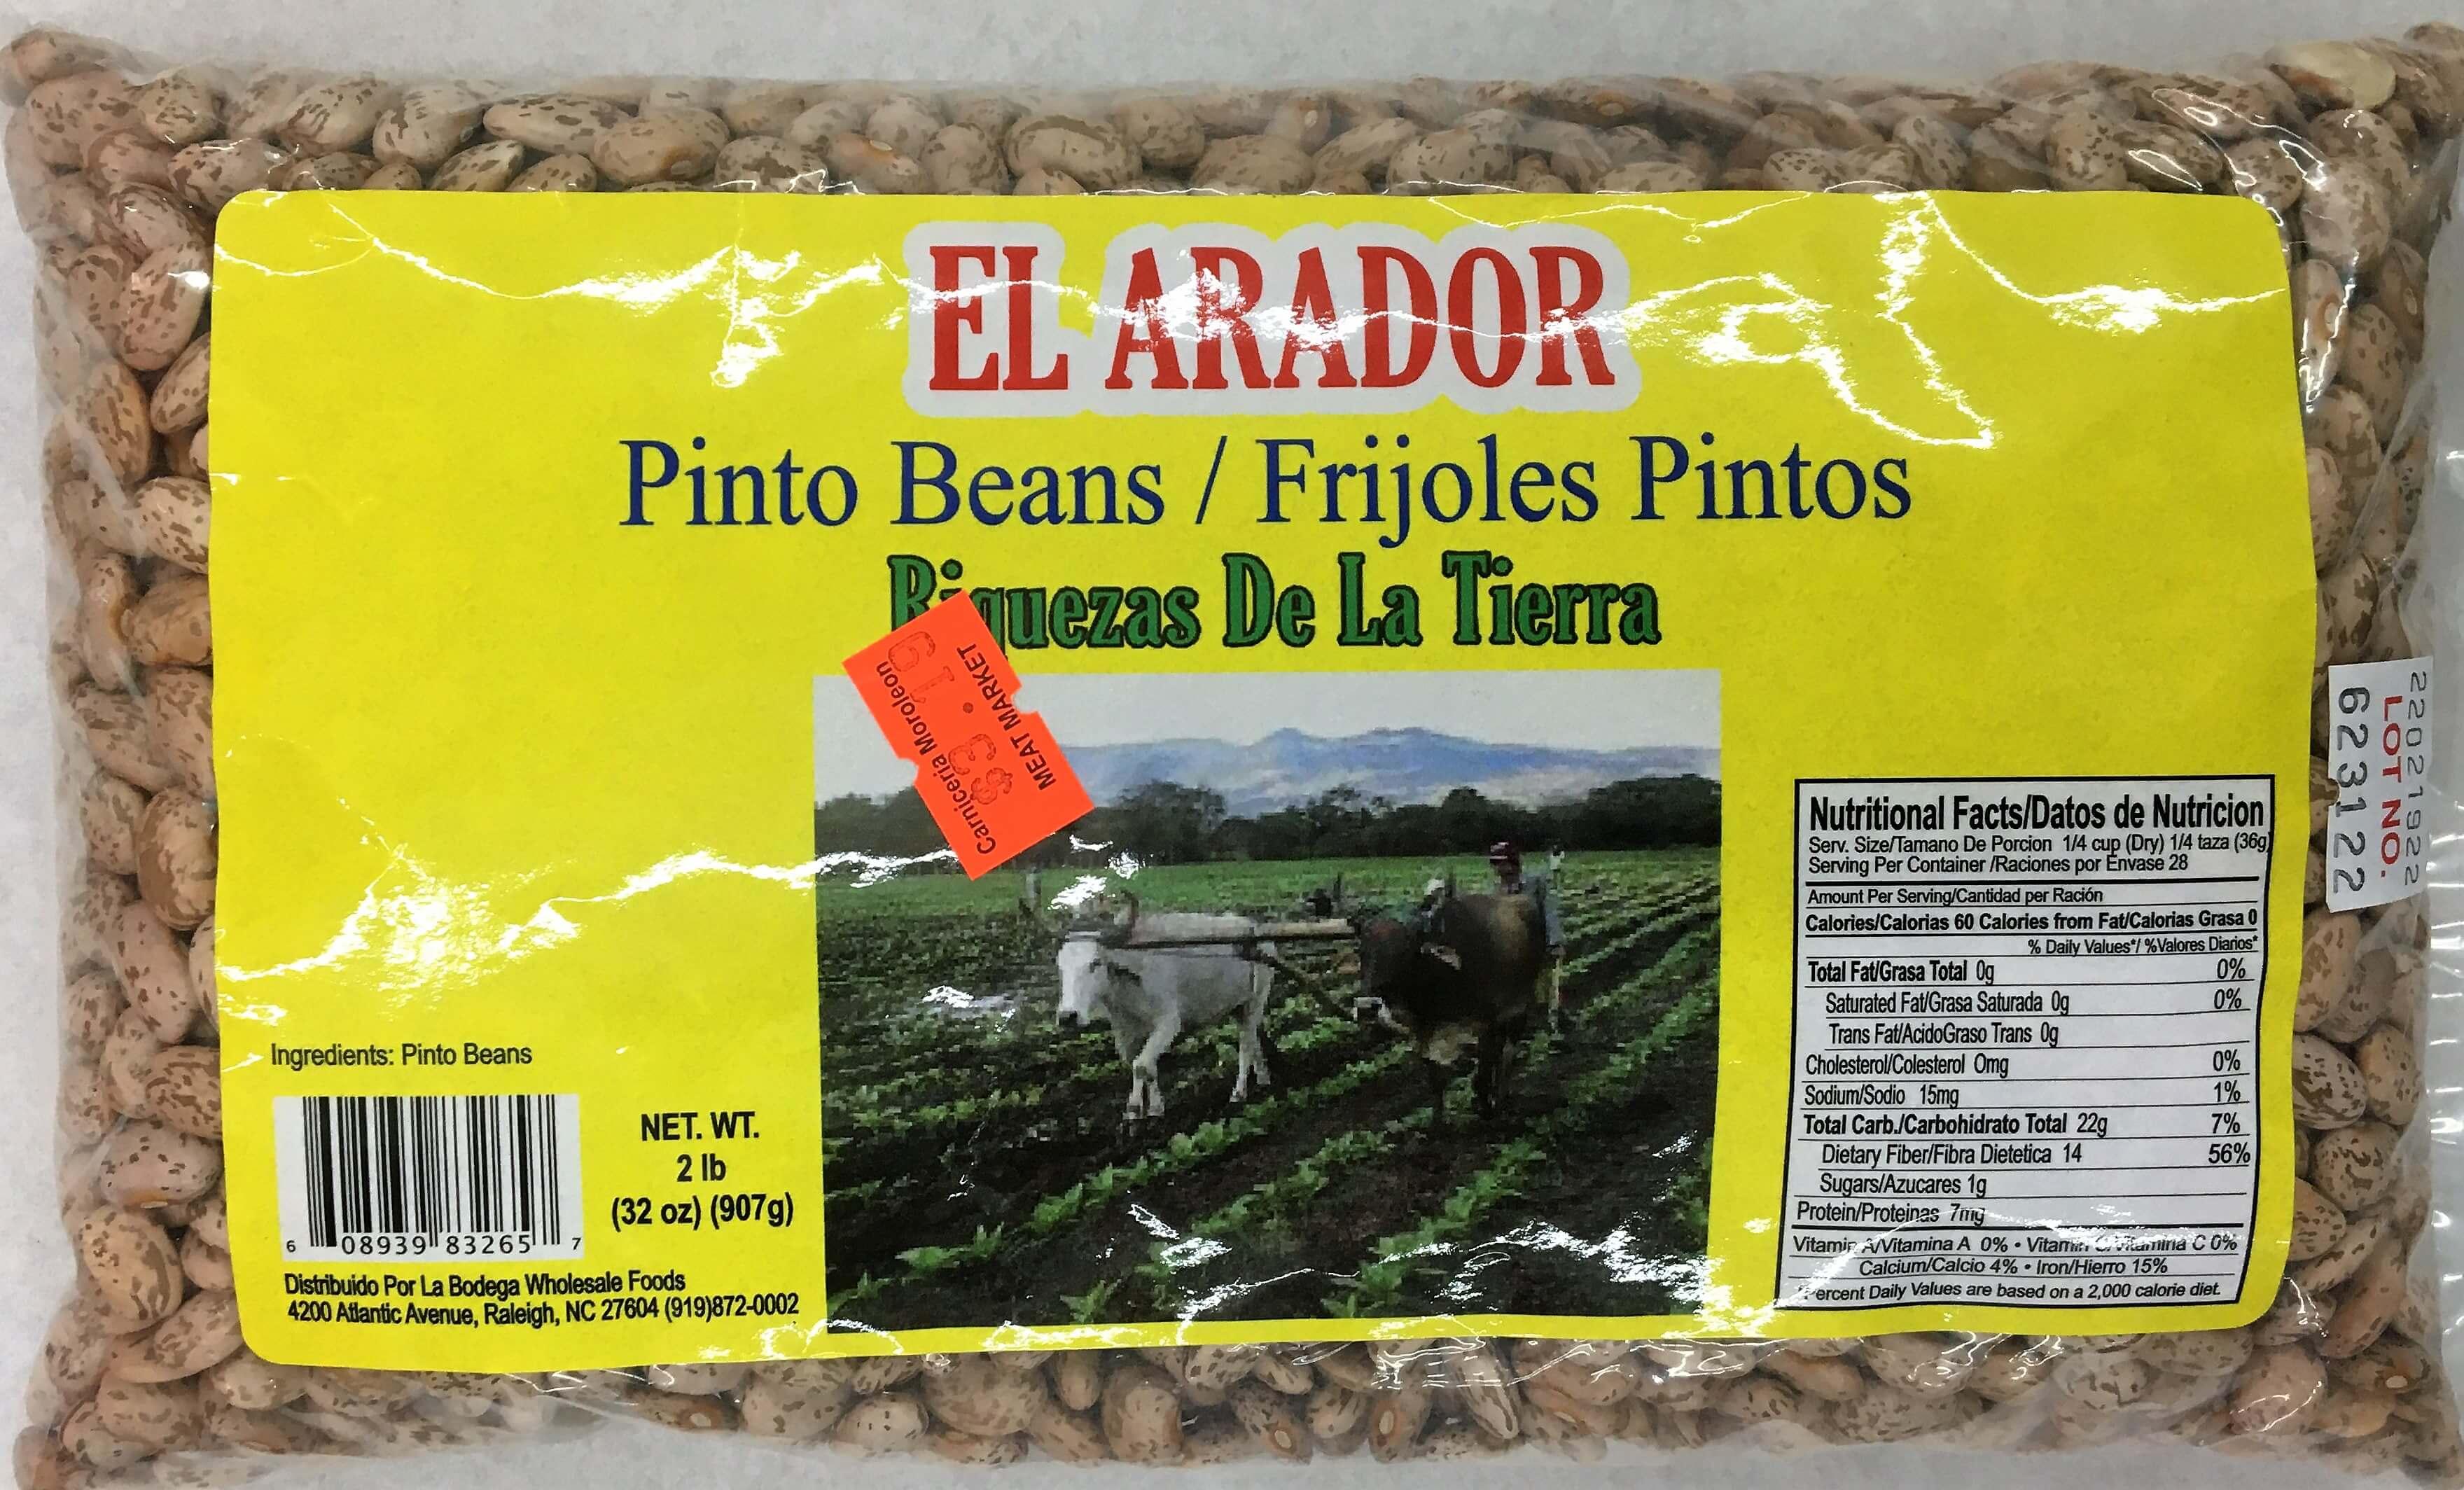 EL ARADOR
Pinto Beans / Frijoles Pintos
Riquezas De La Tierra
Carniceria Moroleon
$3.19
MEAT MARKET
Ingredients: Pinto Beans
6 08939 83265 7
NET. WT.
2 lb
(32 oz) (907g)
Distribuido Por La Bodega Wholesale Foods
4200 Atlantic Avenue, Raleigh, NC 27604 (919)872-0002
Nutritional Facts/Datos de Nutricion
Serv. Size/Tamano De Porcion 1/4 cup (Dry) 1/4 taza (36g)
Serving Per Container /Raciones por Envase 28
Amount Per Serving/Cantidad per Ración
Calories/Calorias 60 Calories from Fat/Calorias Grasa 0
% Daily Values*/ %Valores Diarios*
Total Fat/Grasa Total 0g 0%
Saturated Fat/Grasa Saturada 0g 0%
Trans Fat/AcidoGraso Trans 0g
Cholesterol/Colesterol 0mg 0%
Sodium/Sodio 15mg 1%
Total Carb./Carbohidrato Total 22g 7%
Dietary Fiber/Fibra Dietetica 14 56%
Sugars/Azucares 1g
Protein/Proteinas 7mg
Vitamin A/Vitamina A 0% • Vitamin C/Vitamina C 0%
Calcium/Calcio 4% • Iron/Hierro 15%
*Percent Daily Values are based on a 2,000 calorie diet.
22021922
LOT NO.
623122